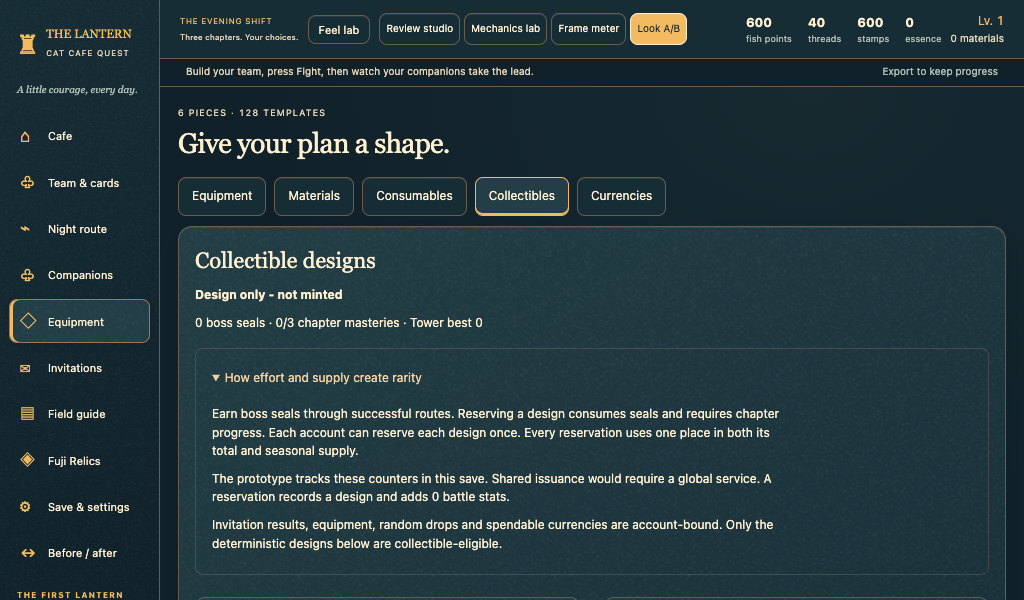 THE LANTERN
CAT CAFE QUEST
A little courage, every day.
Cafe
Team & cards
Night route
Companions
Equipment
Invitations
Field guide
Fuji Relics
Save & settings
Before / after
THE FIRST LANTERN
THE EVENING SHIFT
Three chapters. Your choices.
Feel lab
Review studio
Mechanics lab
Frame meter
Look A/B
600
fish points
40
threads
600
stamps
0
essence
Lv. 1
0 materials
Build your team, press Fight, then watch your companions take the lead.
Export to keep progress
6 PIECES · 128 TEMPLATES
Give your plan a shape.
Equipment
Materials
Consumables
Collectibles
Currencies
Collectible designs
Design only - not minted
0 boss seals · 0/3 chapter masteries · Tower best 0
▼ How effort and supply create rarity
Earn boss seals through successful routes. Reserving a design consumes seals and requires chapter
progress. Each account can reserve each design once. Every reservation uses one place in both its
total and seasonal supply.
The prototype tracks these counters in this save. Shared issuance would require a global service. A
reservation records a design and adds 0 battle stats.
Invitation results, equipment, random drops and spendable currencies are account-bound. Only the
deterministic designs below are collectible-eligible.